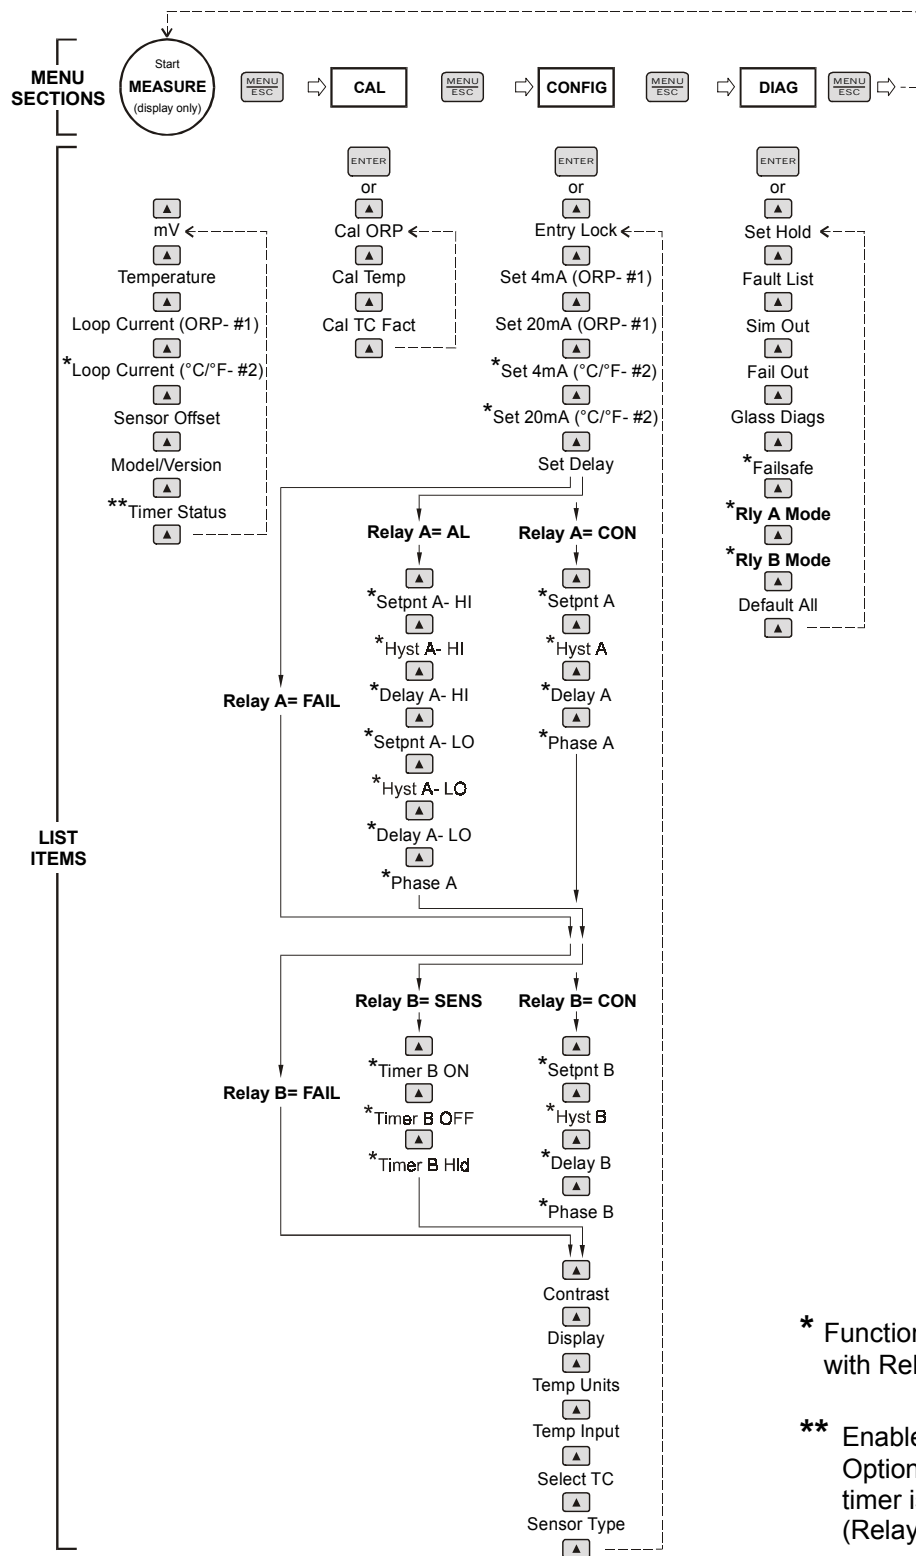 MENU
SECTIONS
Start
MEASURE
(display only)
MENU
ESC
CAL
MENU
ESC
CONFIG
MENU
ESC
DIAG
MENU
ESC
LIST
ITEMS
mV
Temperature
Loop Current (ORP- #1)
*Loop Current (°C/°F- #2)
Sensor Offset
Model/Version
**Timer Status
ENTER
or
Cal ORP
Cal Temp
Cal TC Fact
ENTER
or
Entry Lock
Set 4mA (ORP- #1)
Set 20mA (ORP- #1)
*Set 4mA (°C/°F- #2)
*Set 20mA (°C/°F- #2)
Set Delay
Relay A= FAIL
Relay A= AL
*Setpnt A- HI
*Hyst A- HI
*Delay A- HI
*Setpnt A- LO
*Hyst A- LO
*Delay A- LO
*Phase A
Relay A= CON
*Setpnt A
*Hyst A
*Delay A
*Phase A
Relay B= FAIL
Relay B= SENS
*Timer B ON
*Timer B OFF
*Timer B Hld
Relay B= CON
*Setpnt B
*Hyst B
*Delay B
*Phase B
Contrast
Display
Temp Units
Temp Input
Select TC
Sensor Type
ENTER
or
Set Hold
Fault List
Sim Out
Fail Out
Glass Diags
*Failsafe
*Rly A Mode
*Rly B Mode
Default All
* 
with
**
Option
timer
(Relay